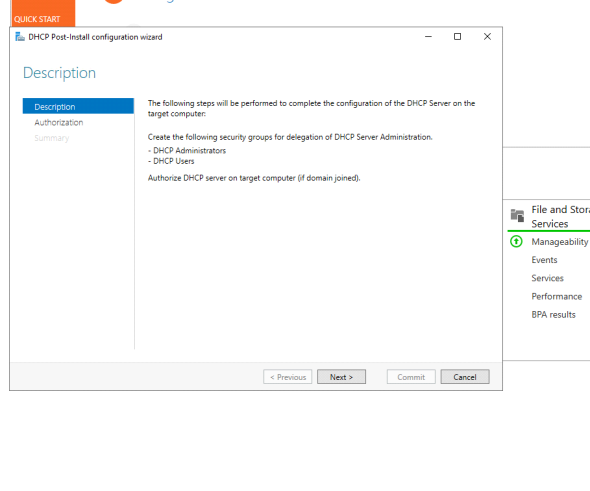 QUICK START
DHCP Post-Install configuration wizard
Description
Description
Authorization
Summary
The following steps will be performed to complete the configuration of the DHCP Server on the
target computer:
Create the following security groups for delegation of DHCP Server Administration.
- DHCP Administrators
- DHCP Users
Authorize DHCP server on target computer (if domain joined).
< Previous
Next >
Commit
Cancel
File and Stora
Services
Manageability
Events
Services
Performance
BPA results